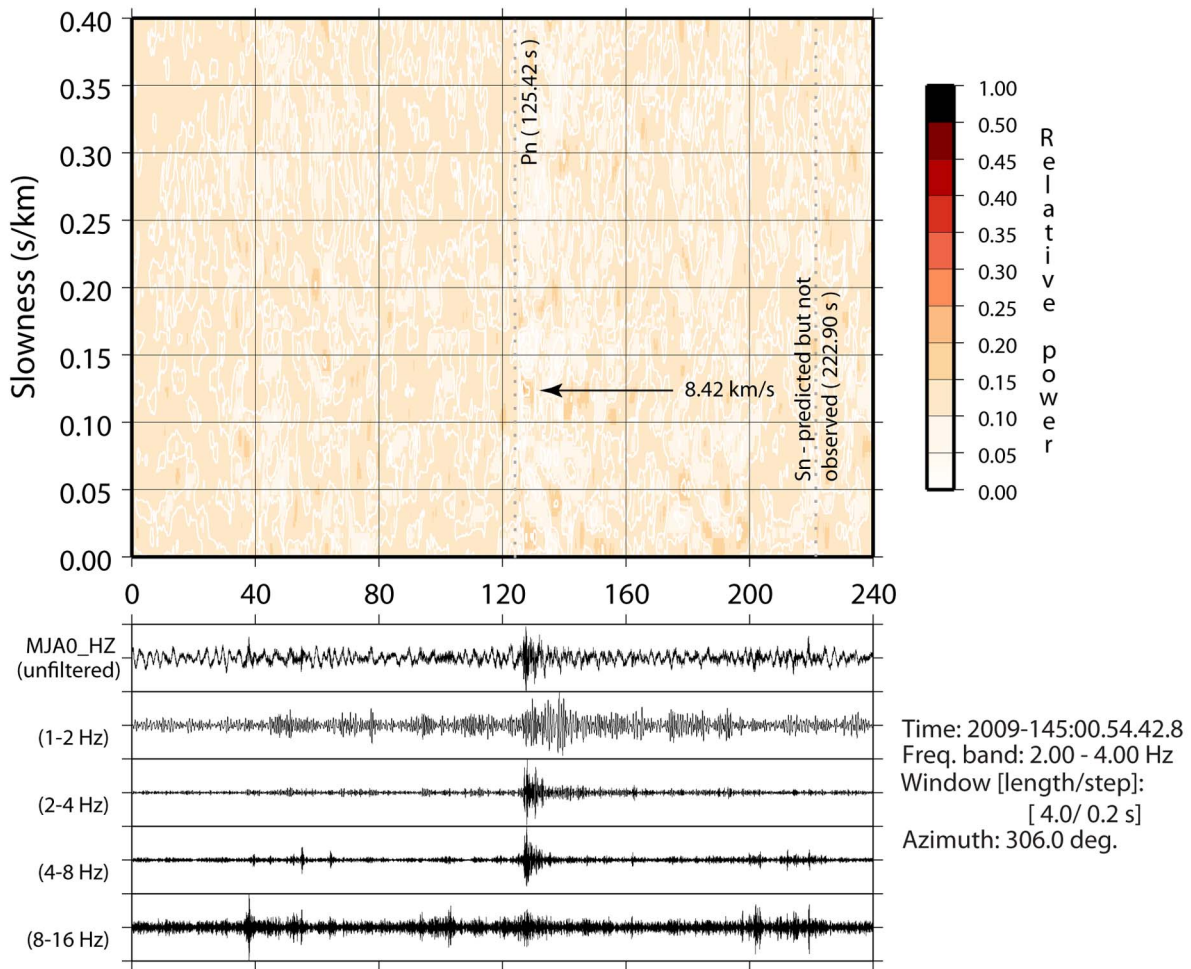 0.40
0.35
0.30
0.25
0.20
0.15
0.10
0.05
0.00
Slowness (s/km)
Pn ( 125.42 s )
8.42 km/s
Sn - predicted but not
observed ( 222.90 s )
0 40 80 120 160 200 240
1.00
0.50
0.45
0.40
0.35
0.30
0.25
0.20
0.15
0.10
0.05
0.00
Relative power
MJA0_HZ
(unfiltered)
(1-2 Hz)
(2-4 Hz)
(4-8 Hz)
(8-16 Hz)
Time: 2009-145:00.54.42.8
Freq. band: 2.00 - 4.00 Hz
Window [length/step]:
[ 4.0/ 0.2 s]
Azimuth: 306.0 deg.